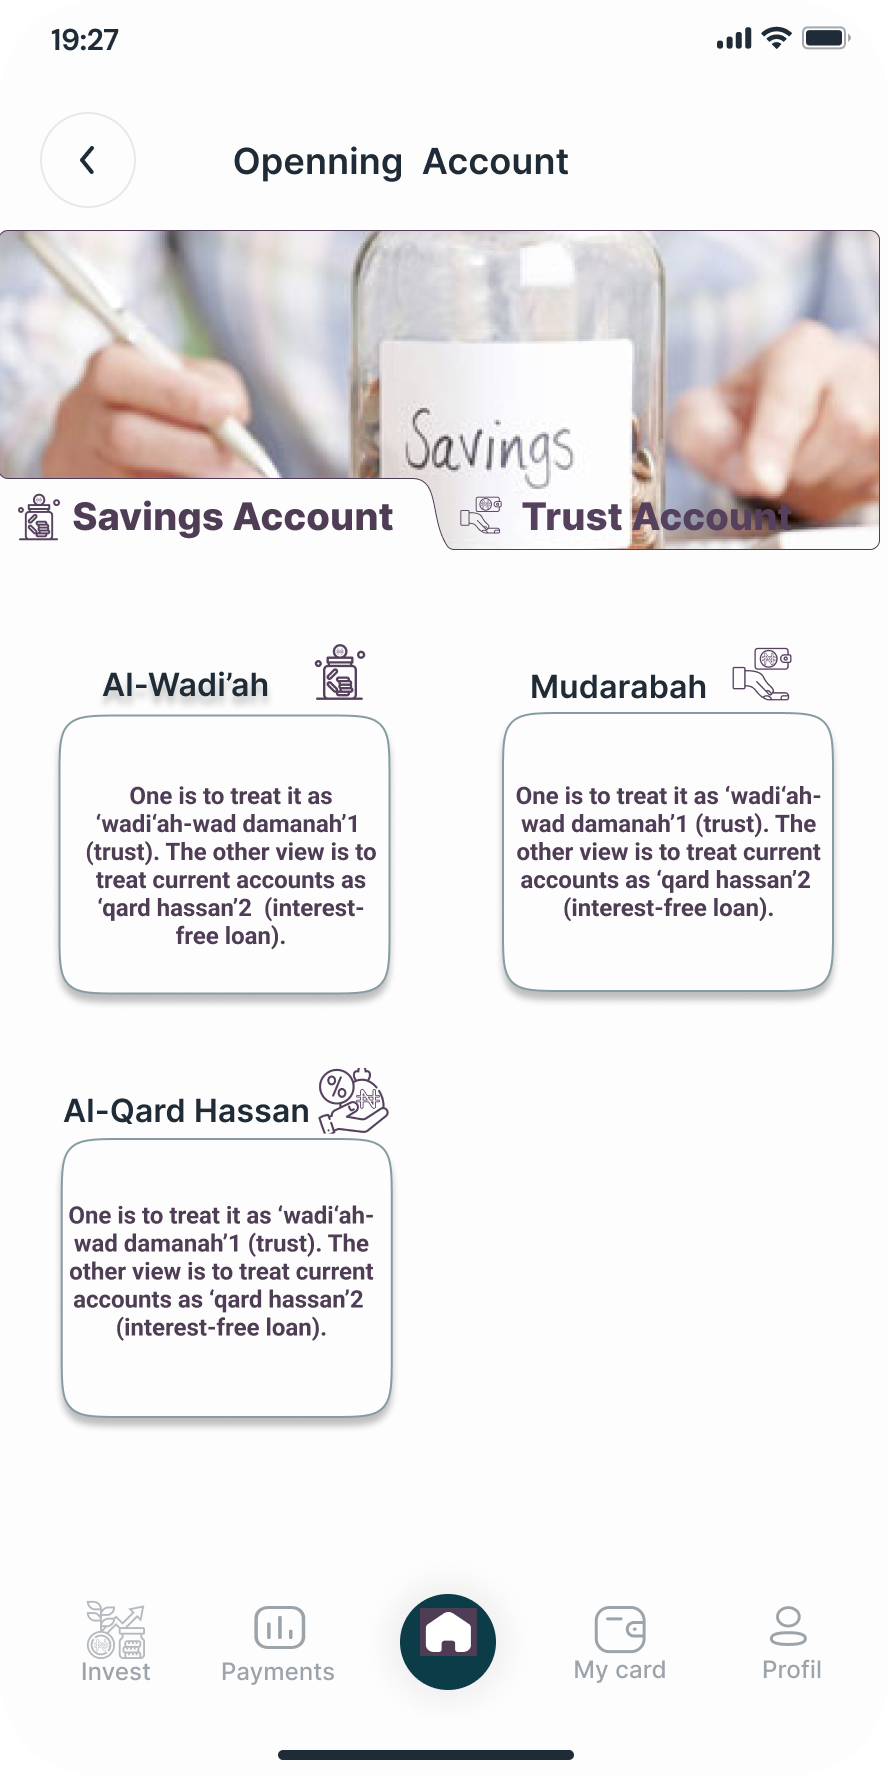 19:27
Openning Account
Savings
Savings Account
Trust Account
Al-Wadi’ah
Mudarabah
One is to treat it as
‘wadi‘ah-wad damanah’1
(trust). The other view is to
treat current accounts as
‘qard hassan’2 (interest-
free loan).
One is to treat it as ‘wadi‘ah-
wad damanah’1 (trust). The
other view is to treat current
accounts as ‘qard hassan’2
(interest-free loan).
Al-Qard Hassan
%
₦
One is to treat it as ‘wadi‘ah-
wad damanah’1 (trust). The
other view is to treat current
accounts as ‘qard hassan’2
(interest-free loan).
Invest
Payments
My card
Profil